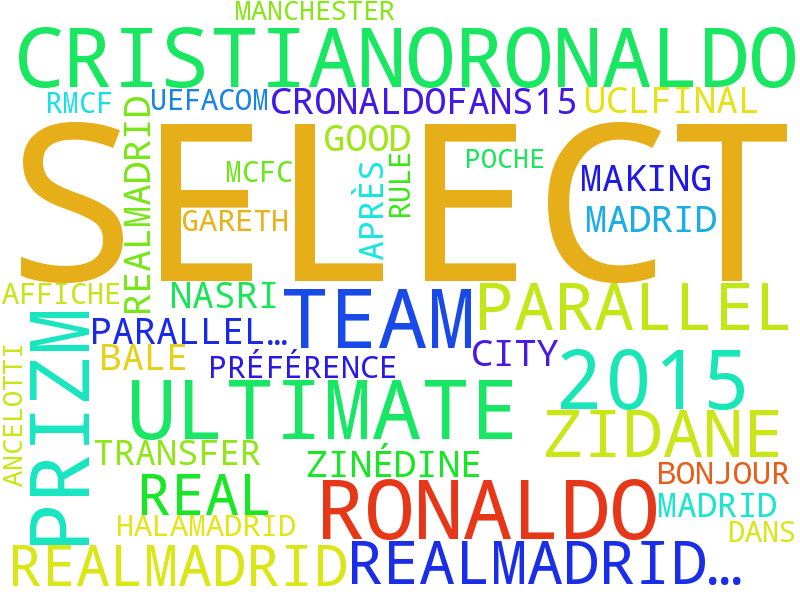 MANCHESTER
CRISTIANORONALDO
RMCF
UEFACOM
CRONALDOFANS15
UCLFINAL
SELECT
REALMADRID
GOOD
MCFC
APRÈS
RULE
POCHE
MAKING
GARETH
MADRID
AFFICHE
NASRI
TEAM
PARALLEL
PRIZM
PARALLEL…
BALE
PRÉFÉRENCE
CITY
2015
ANCELOTTI
ULTIMATE
ZIDANE
TRANSFER
ZINÉDINE
BONJOUR
REAL
RONALDO
MADRID
HALAMADRID
DANS
REALMADRID
REALMADRID…